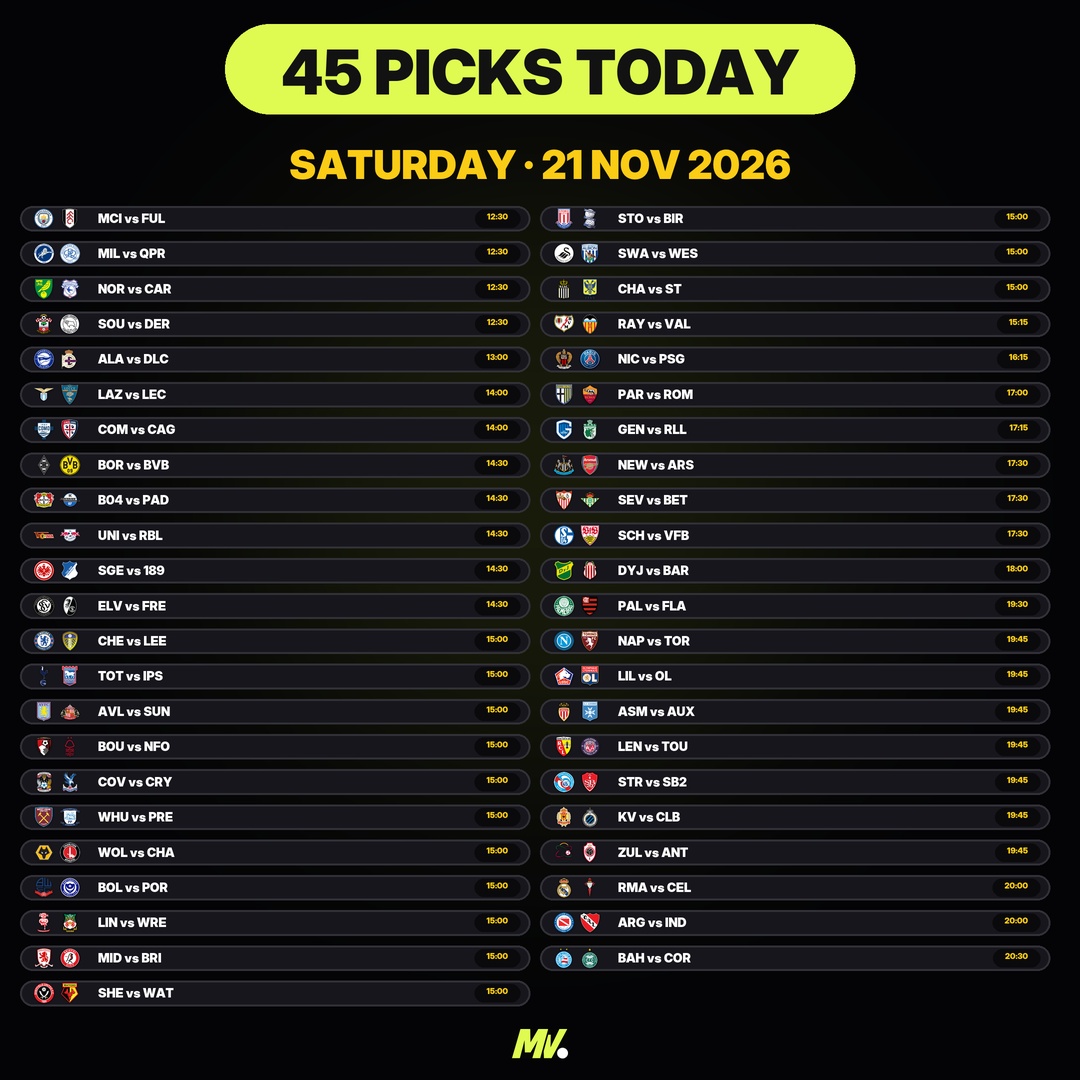 45 PICKS TODAY
SATURDAY · 21 NOV 2026
MCI vs FUL 12:30
MIL vs QPR 12:30
NOR vs CAR 12:30
SOU vs DER 12:30
ALA vs DLC 13:00
LAZ vs LEC 14:00
COM vs CAG 14:00
BOR vs BVB 14:30
B04 vs PAD 14:30
UNI vs RBL 14:30
SGE vs 189 14:30
ELV vs FRE 14:30
CHE vs LEE 15:00
TOT vs IPS 15:00
AVL vs SUN 15:00
BOU vs NFO 15:00
COV vs CRY 15:00
WHU vs PRE 15:00
WOL vs CHA 15:00
BOL vs POR 15:00
LIN vs WRE 15:00
MID vs BRI 15:00
SHE vs WAT 15:00
STO vs BIR 15:00
SWA vs WES 15:00
CHA vs ST 15:00
RAY vs VAL 15:15
NIC vs PSG 16:15
PAR vs ROM 17:00
GEN vs RLL 17:15
NEW vs ARS 17:30
SEV vs BET 17:30
SCH vs VFB 17:30
DYJ vs BAR 18:00
PAL vs FLA 19:30
NAP vs TOR 19:45
LIL vs OL 19:45
ASM vs AUX 19:45
LEN vs TOU 19:45
STR vs SB2 19:45
KV vs CLB 19:45
ZUL vs ANT 19:45
RMA vs CEL 20:00
ARG vs IND 20:00
BAH vs COR 20:30
MV.